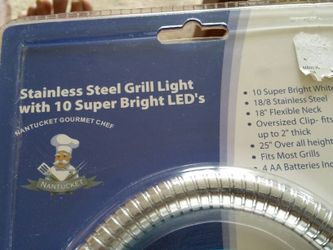 Stainless Steel Grill Light
with 10 Super Bright LED's
NANTUCKET GOURMET CHEF
NANTUCKET
• 10 Super Bright White
• 18/8 Stainless Steel
• 18" Flexible Neck
• Oversized Clip- fits
up to 2" thick
• 25" Over all height
• Fits Most Grills
• 4 AA Batteries Inc